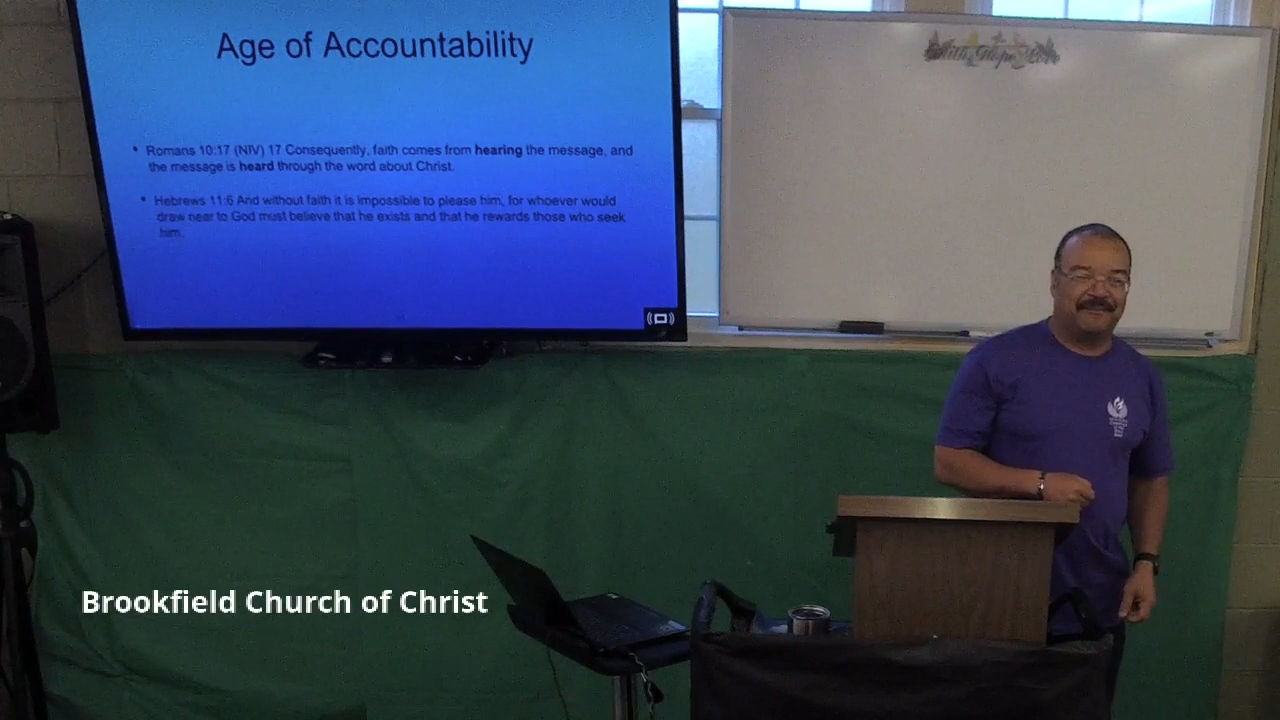 Age of Accountability
• Romans 10:17 (NIV) 17 Consequently, faith comes from hearing the message, and
the message is heard through the word about Christ.
• Hebrews 11:6 And without faith it is impossible to please him, for whoever would
draw near to God must believe that he exists and that he rewards those who seek
him.
Faith Hope Love
Brookfield Church of Christ